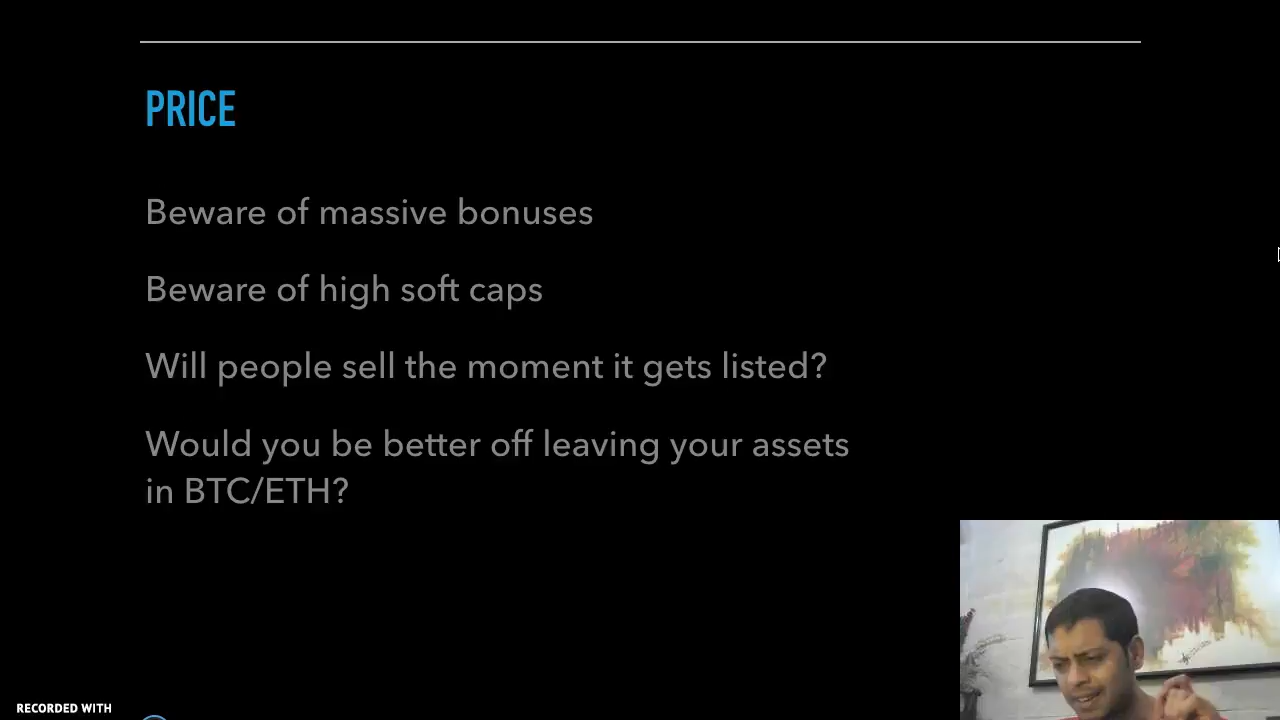 PRICE
Beware of massive bonuses
Beware of high soft caps
Will people sell the moment it gets listed?
Would you be better off leaving your assets
in BTC/ETH?
RECORDED WITH